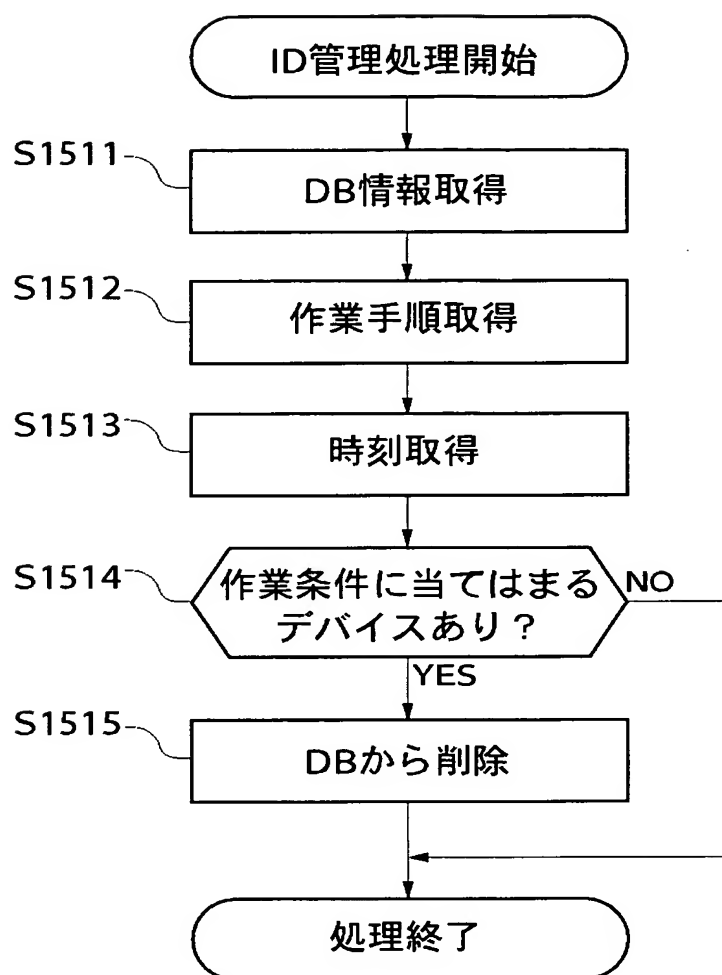 ID管理処理開始
S1511
DB情報取得
S1512
作業手順取得
S1513
時刻取得
S1514
作業条件に当てはまる
デバイスあり？
NO
YES
S1515
DBから削除
処理終了